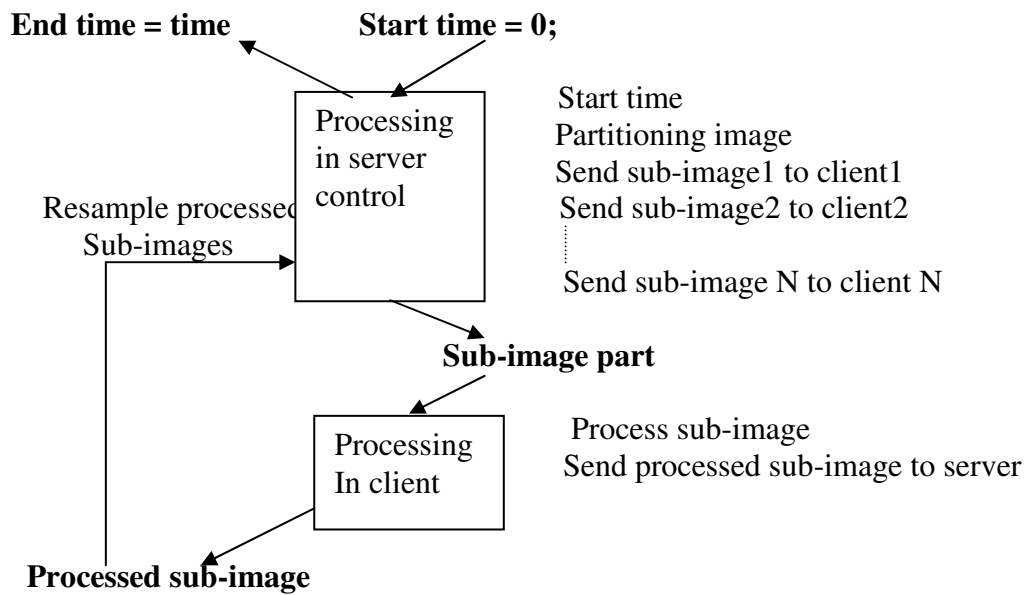 End time = time
Start time = 0;
Processing
in server
control
Start time
Partitioning image
Send sub-image1 to client1
Send sub-image2 to client2
Send sub-image N to client N
Resample processed
Sub-images
Sub-image part
Processing
In client
Process sub-image
Send processed sub-image to server
Processed sub-image